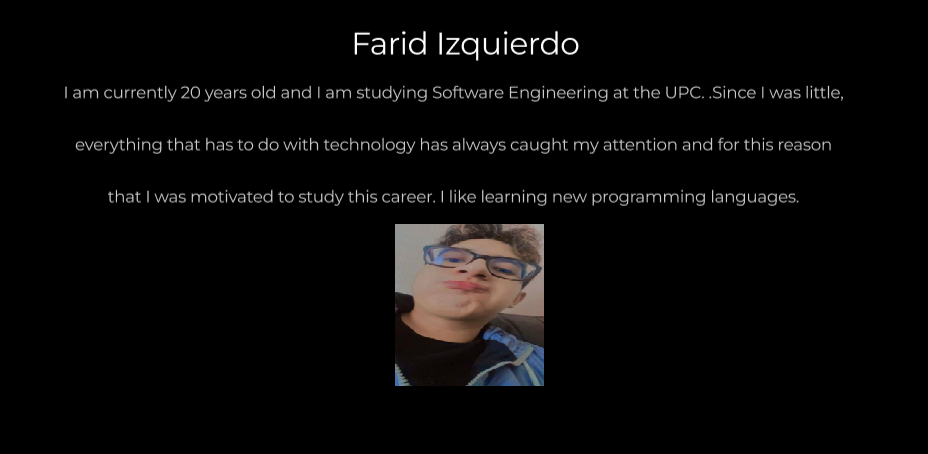 Farid Izquierdo
I am currently 20 years old and I am studying Software Engineering at the UPC. .Since I was little,
everything that has to do with technology has always caught my attention and for this reason
that I was motivated to study this career. I like learning new programming languages.